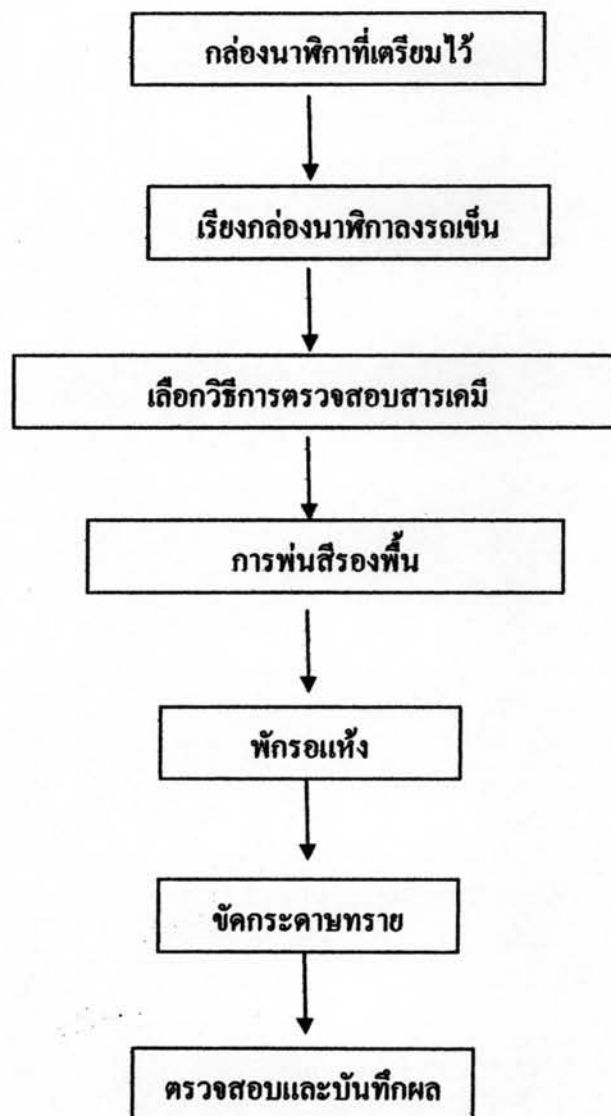 กล่องนาฬิกาที่เตรียมไว้
เรียงกล่องนาฬิกาลงรถเข็น
เลือกวิธีการตรวจสอบสารเคมี
การพ่นสีรองพื้น
พักรอแห้ง
ขัดกระดาษทราย
ตรวจสอบและบันทึกผล